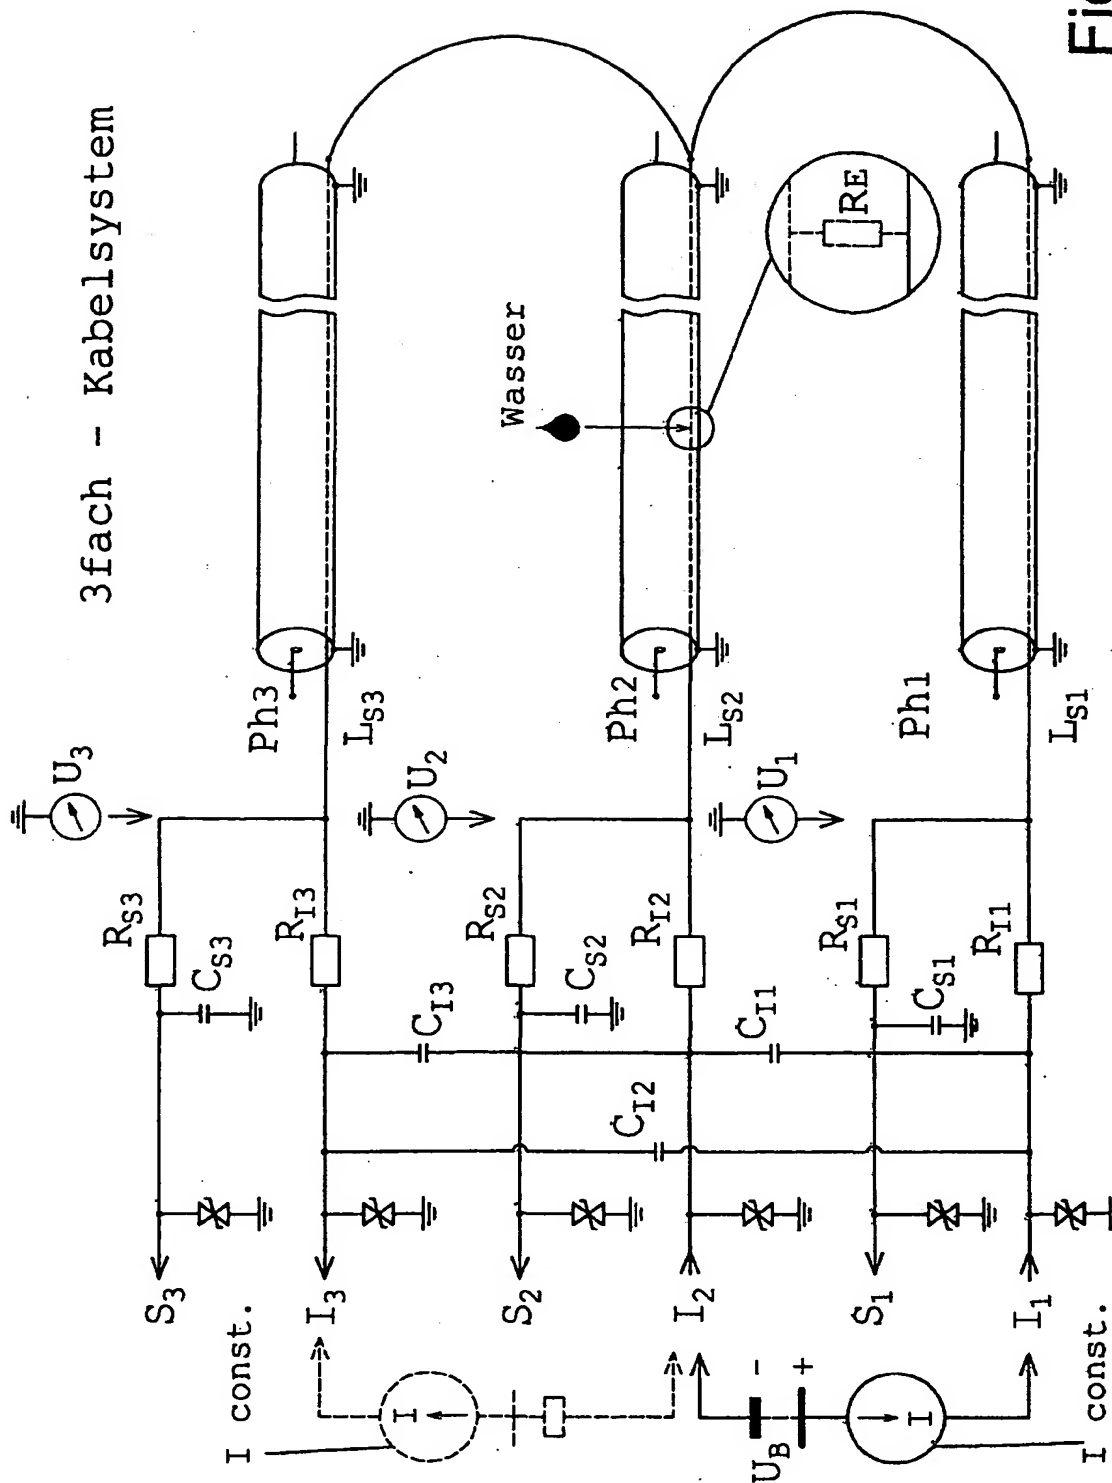 Fi
3fach – Kabelsystem
U3
U2
U1
Ph3
Ph2
Ph1
LS3
LS2
LS1
Wasser
RE
RS3
CS3
RI3
CI3
RS2
CS2
RI2
CI2
CI1
RS1
CS1
RI1
S3
I3
S2
I2
S1
I1
I const.
I
UB
-
+
I
I const.